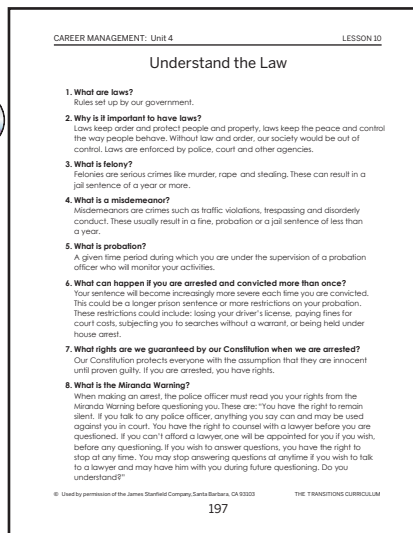 CAREER MANAGEMENT: Unit 4 LESSON 10
Understand the Law
1. What are laws?
Rules set up by our government.
2. Why is it important to have laws?
Laws keep order and protect people and property, laws keep the peace and control
the way people behave. Without law and order, our society would be out of
control. Laws are enforced by police, court and other agencies.
3. What is felony?
Felonies are serious crimes like murder, rape and stealing. These can result in a
jail sentence of a year or more.
4. What is a misdemeanor?
Misdemeanors are crimes such as traffic violations, trespassing and disorderly
conduct. These usually result in a fine, probation or a jail sentence of less than
a year.
5. What is probation?
A given time period during which you are under the supervision of a probation
officer who will monitor your activities.
6. What can happen if you are arrested and convicted more than once?
Your sentence will become increasingly more severe each time you are convicted.
This could be a longer prison sentence or more restrictions on your probation.
These restrictions could include: losing your driver's license, paying fines for
court costs, subjecting you to searches without a warrant, or being held under
house arrest.
7. What rights are we guaranteed by our Constitution when we are arrested?
Our Constitution protects everyone with the assumption that they are innocent
until proven guilty. If you are arrested, you have rights.
8. What is the Miranda Warning?
When making an arrest, the police officer must read you your rights from the
Miranda Warning before questioning you. These are: "You have the right to remain
silent. If you talk to any police officer, anything you say can and may be used
against you in court. You have the right to counsel with a lawyer before you are
questioned. If you can't afford a lawyer, one will be appointed for you if you wish,
before any questioning. If you wish to answer questions, you have the right to
stop at any time. You may stop answering questions at anytime if you wish to talk
to a lawyer and may have him with you during future questioning. Do you
understand?"
© Used by permission of the James Stanfield Company, Santa Barbara, CA 93103 THE TRANSITIONS CURRICULUM
197